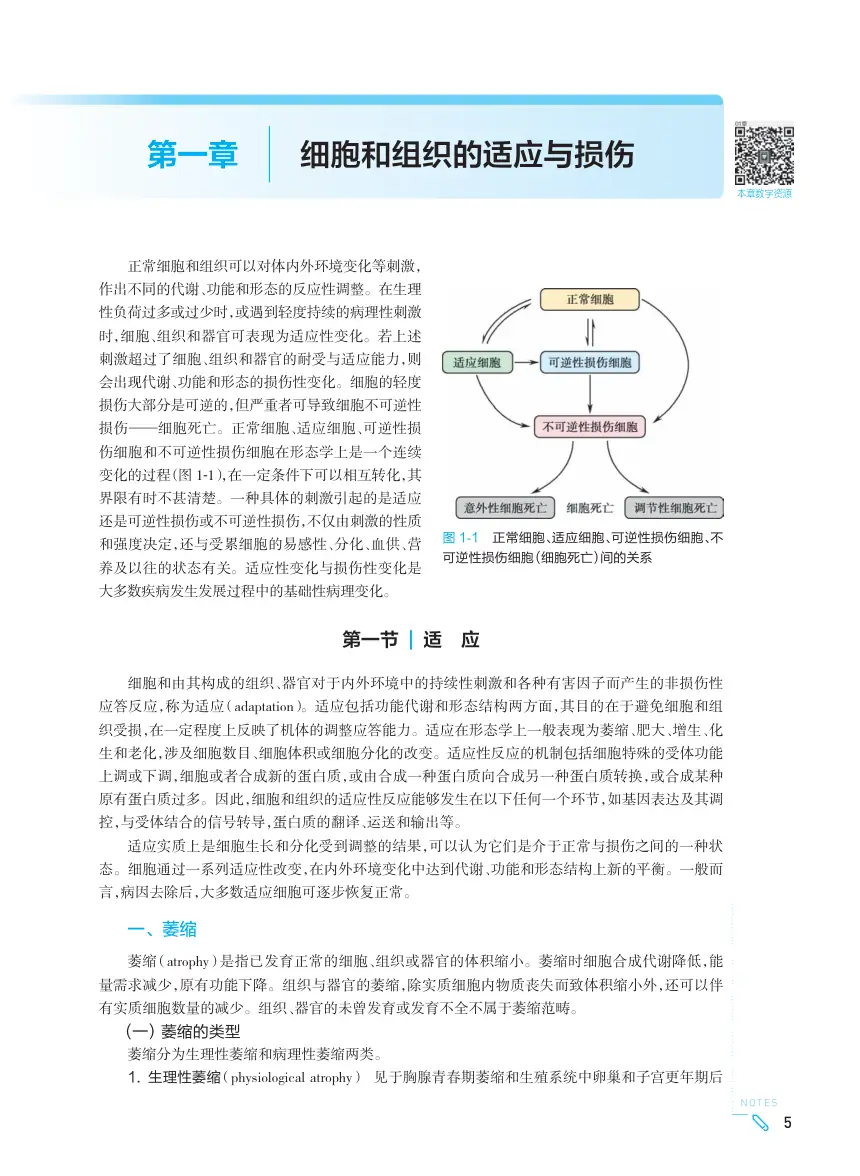 第一章
细胞和组织的适应与损伤
本章数字资源
正常细胞和组织可以对体内外环境变化等刺激，
作出不同的代谢、功能和形态的反应性调整。在生理
性负荷过多或过少时，或遇到轻度持续的病理性刺激
时，细胞、组织和器官可表现为适应性变化。若上述
刺激超过了细胞、组织和器官的耐受与适应能力，则
会出现代谢、功能和形态的损伤性变化。细胞的轻度
损伤大部分是可逆的，但严重者可导致细胞不可逆性
损伤——细胞死亡。正常细胞、适应细胞、可逆性损
伤细胞和不可逆性损伤细胞在形态学上是一个连续
变化的过程（图 1-1），在一定条件下可以相互转化，其
界限有时不甚清楚。一种具体的刺激引起的是适应
还是可逆性损伤或不可逆性损伤，不仅由刺激的性质
和强度决定，还与受累细胞的易感性、分化、血供、营
养及以往的状态有关。适应性变化与损伤性变化是
大多数疾病发生发展过程中的基础性病理变化。
正常细胞
适应细胞
可逆性损伤细胞
不可逆性损伤细胞
意外性细胞死亡
细胞死亡
调节性细胞死亡
图 1-1 正常细胞、适应细胞、可逆性损伤细胞、不
可逆性损伤细胞（细胞死亡）间的关系
第一节 | 适 应
细胞和由其构成的组织、器官对于内外环境中的持续性刺激和各种有害因子而产生的非损伤性
应答反应，称为适应（adaptation）。适应包括功能代谢和形态结构两方面，其目的在于避免细胞和组
织受损，在一定程度上反映了机体的调整应答能力。适应在形态学上一般表现为萎缩、肥大、增生、化
生和老化，涉及细胞数目、细胞体积或细胞分化的改变。适应性反应的机制包括细胞特殊的受体功能
上调或下调，细胞或者合成新的蛋白质，或由合成一种蛋白质向合成另一种蛋白质转换，或合成某种
原有蛋白质过多。因此，细胞和组织的适应性反应能够发生在以下任何一个环节，如基因表达及其调
控，与受体结合的信号转导，蛋白质的翻译、运送和输出等。
适应实质上是细胞生长和分化受到调整的结果，可以认为它们是介于正常与损伤之间的一种状
态。细胞通过一系列适应性改变，在内外环境变化中达到代谢、功能和形态结构上新的平衡。一般而
言，病因去除后，大多数适应细胞可逐步恢复正常。
一、萎缩
萎缩（atrophy）是指已发育正常的细胞、组织或器官的体积缩小。萎缩时细胞合成代谢降低，能
量需求减少，原有功能下降。组织与器官的萎缩，除实质细胞内物质丧失而致体积缩小外，还可以伴
有实质细胞数量的减少。组织、器官的未曾发育或发育不全不属于萎缩范畴。
（一）萎缩的类型
萎缩分为生理性萎缩和病理性萎缩两类。
1. 生理性萎缩（physiological atrophy） 见于胸腺青春期萎缩和生殖系统中卵巢和子宫更年期后
NOTES
5